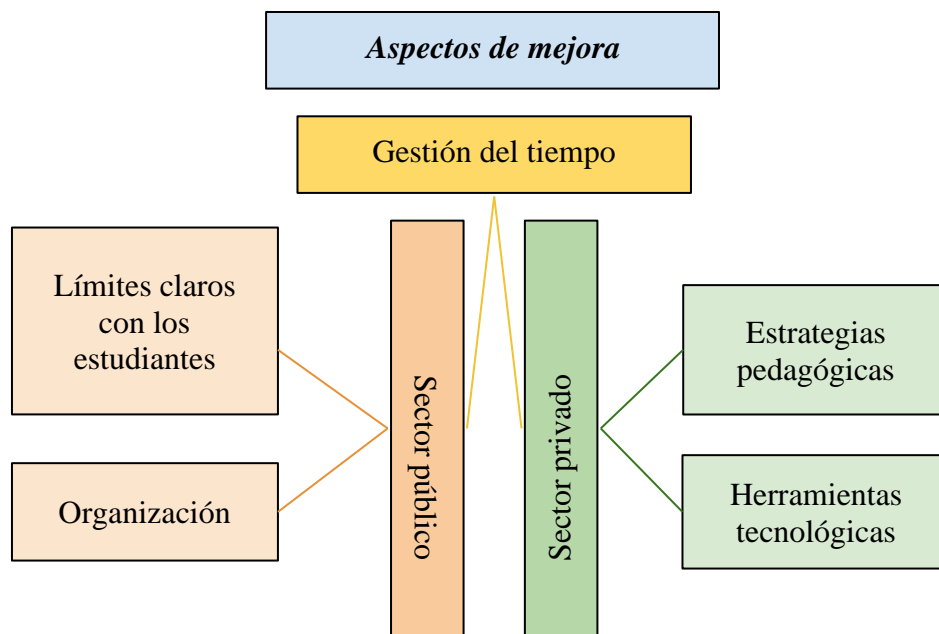 Aspectos de mejora
Gestión del tiempo
Límites claros
con los
estudiantes
Organización
Sector público
Sector privado
Estrategias
pedagógicas
Herramientas
tecnológicas